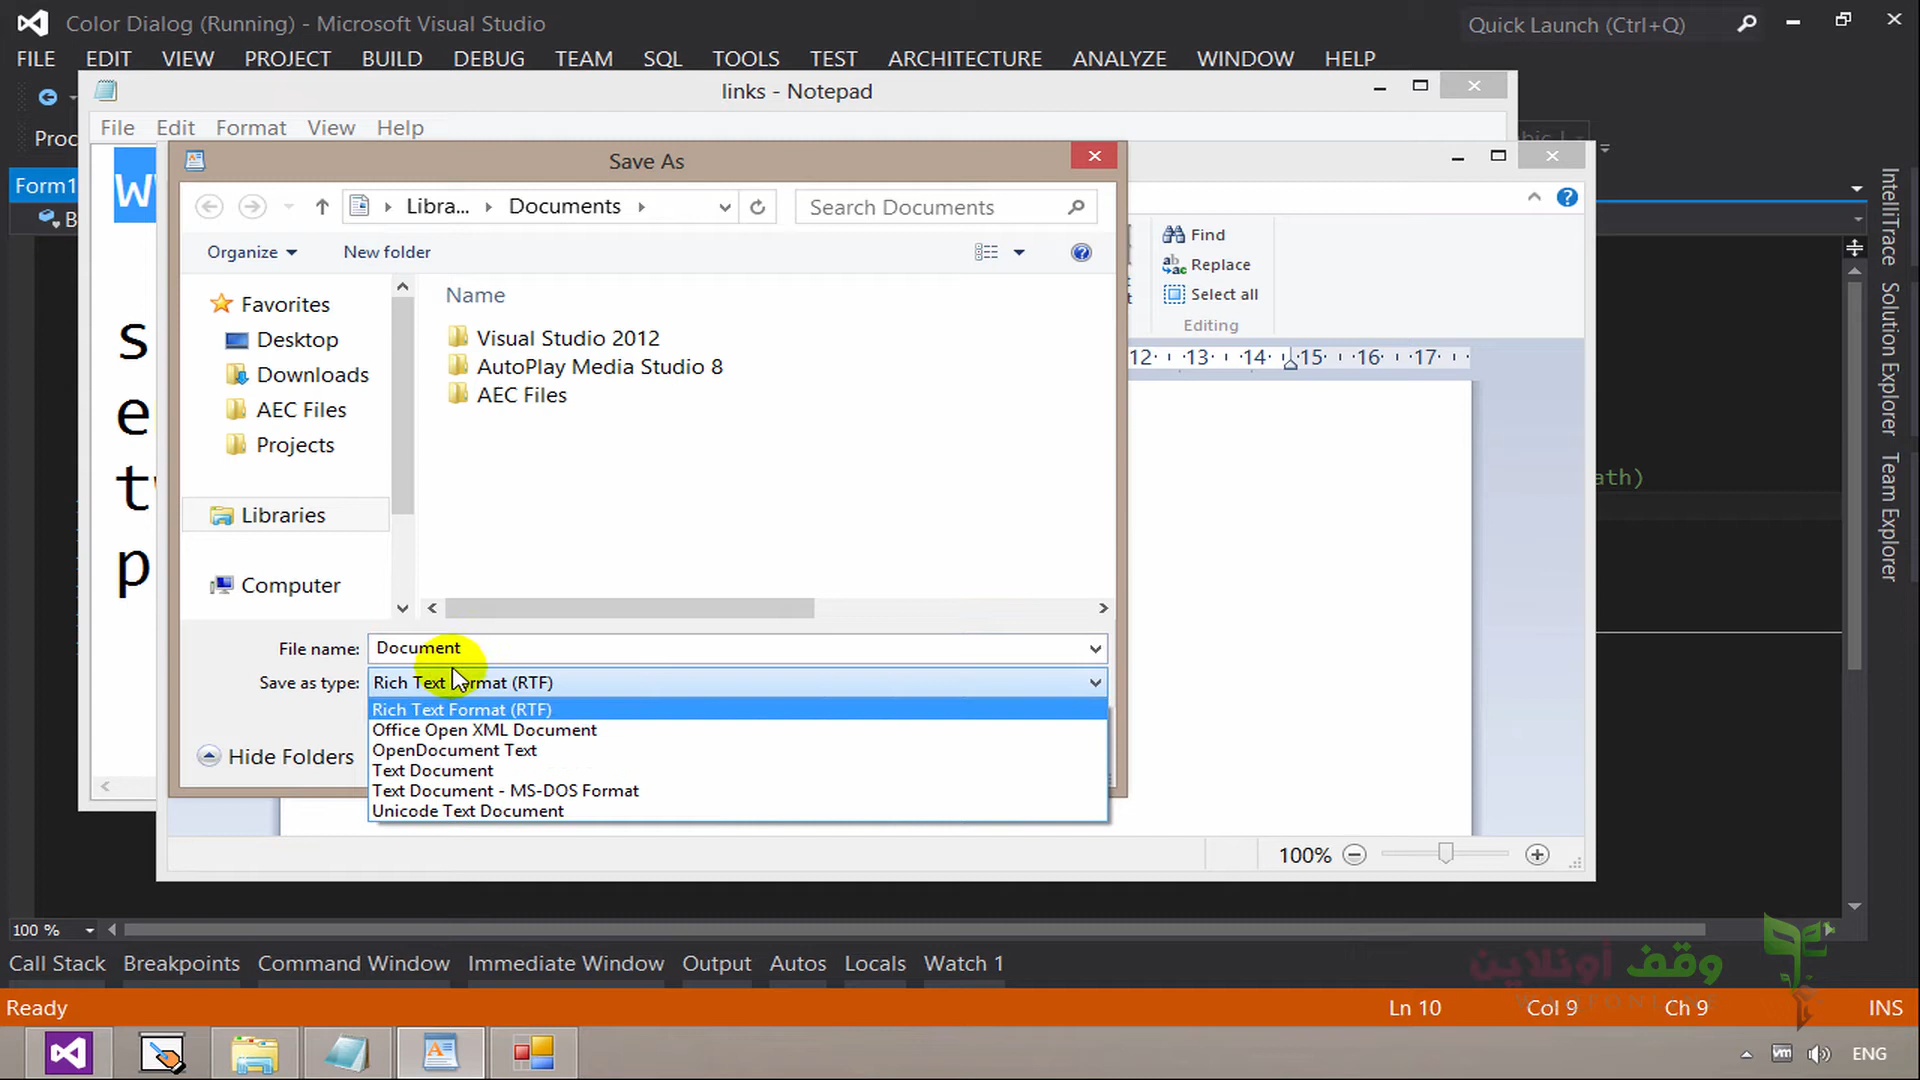 Color Dialog (Running) - Microsoft Visual Studio
Quick Launch (Ctrl+Q)
FILE EDIT VIEW PROJECT BUILD DEBUG TEAM SQL TOOLS TEST ARCHITECTURE ANALYZE WINDOW HELP
links - Notepad
File Edit Format View Help
Proc
Save As
Form1
Libra... Documents
Search Documents
Organize
New folder
Find
Replace
Select all
Editing
Name
Favorites
Desktop
Downloads
AEC Files
Projects
Libraries
Computer
Visual Studio 2012
AutoPlay Media Studio 8
AEC Files
12 13 14 15 16 17
s
e
p
ath)
IntelliTrace
Solution Explorer
Team Explorer
File name: Document
Save as type: Rich Text Format (RTF)
Rich Text Format (RTF)
Office Open XML Document
OpenDocument Text
Text Document
Text Document - MS-DOS Format
Unicode Text Document
Hide Folders
100%
100 %
Call Stack Breakpoints Command Window Immediate Window Output Autos Locals Watch 1
وقف أونلاين
Ready
Ln 10 Col 9 Ch 9 INS
ENG